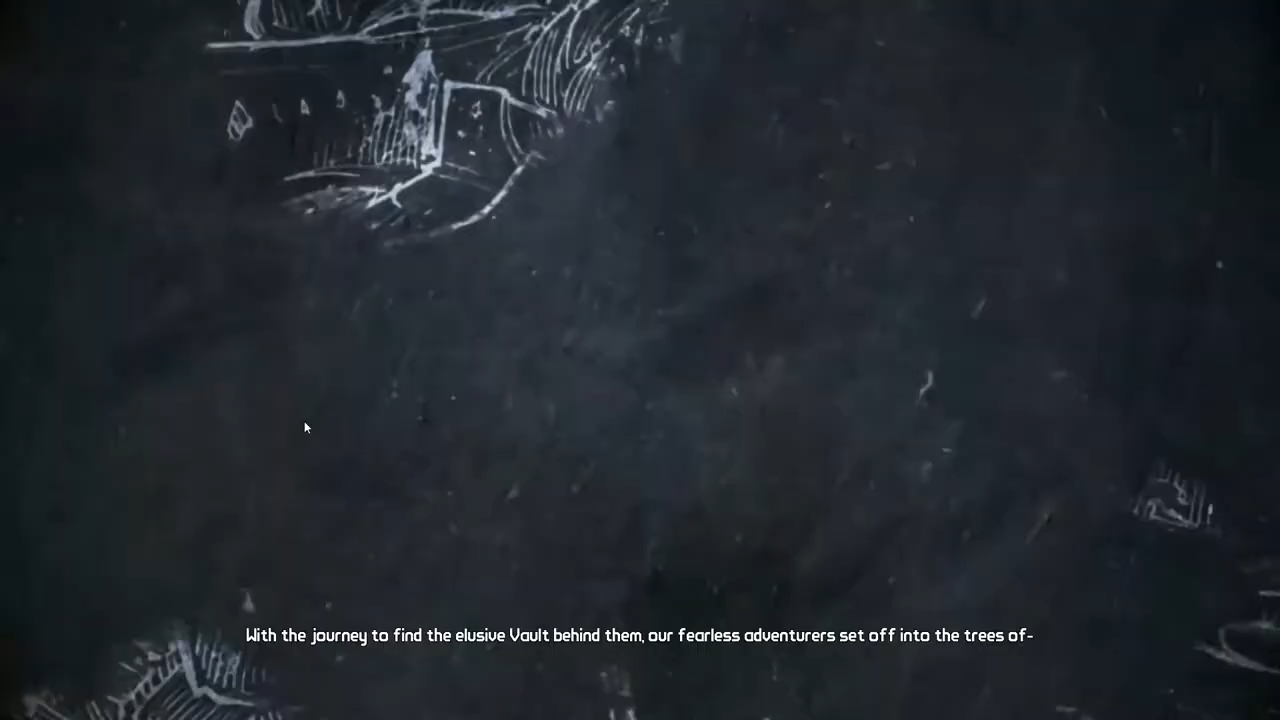 With the journey to find the elusive Vault behind them, our fearless adventurers set off into the trees of-